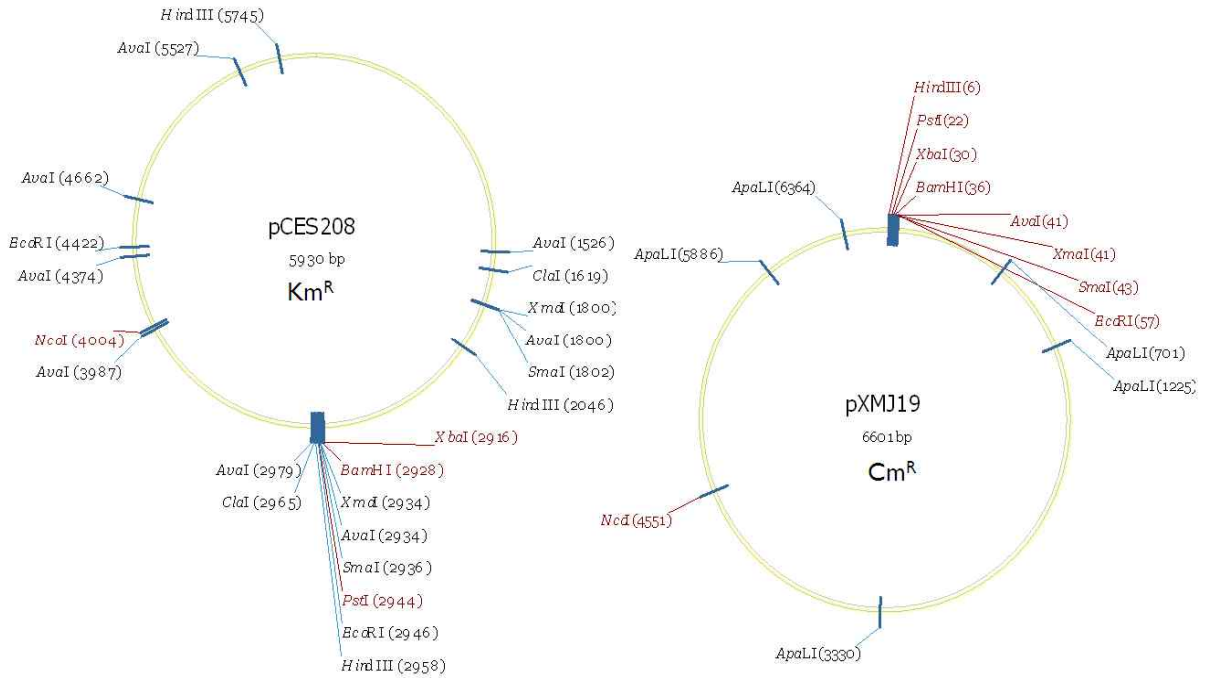 HindIII (5745)
AvaI (5527)
AvaI (4662)
EcoRI (4422)
AvaI (4374)
NcoI (4004)
AvaI (3987)
pCES208
5930 bp
KmR
AvaI (1526)
ClaI (1619)
XmaI (1800)
AvaI (1800)
SmaI (1802)
HindIII (2046)
XbaI (2916)
AvaI (2979)
BamHI (2928)
ClaI (2965)
XmaI (2934)
AvaI (2934)
SmaI (2936)
PstI (2944)
EcoRI (2946)
HindIII (2958)
HindIII(6)
PstI(22)
XbaI(30)
BamHI(36)
ApaLI(6364)
AvaI(41)
XmaI(41)
ApaLI(5886)
SmaI(43)
EcoRI(57)
ApaLI(701)
ApaLI(1225)
pXMJ19
6601bp
CmR
NcoI(4551)
ApaLI(3330)